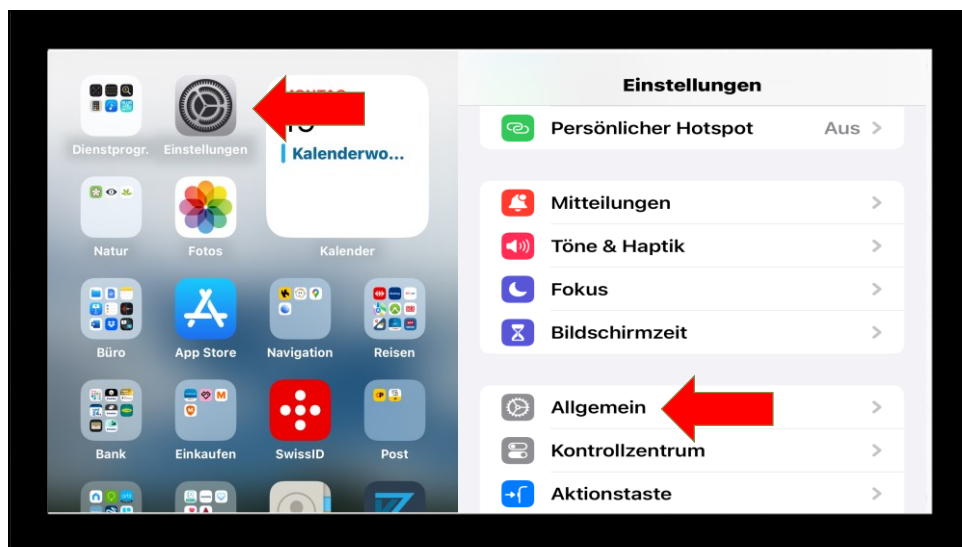 Dienstprogr.
Einstellungen
Kalenderwo...
Natur
Fotos
Kalender
Büro
App Store
Navigation
Reisen
Bank
Einkaufen
SwissID
Post
Einstellungen
Persönlicher Hotspot Aus >
Mitteilungen >
Töne & Haptik >
Fokus >
Bildschirmzeit >
Allgemein >
Kontrollzentrum >
Aktionstaste >